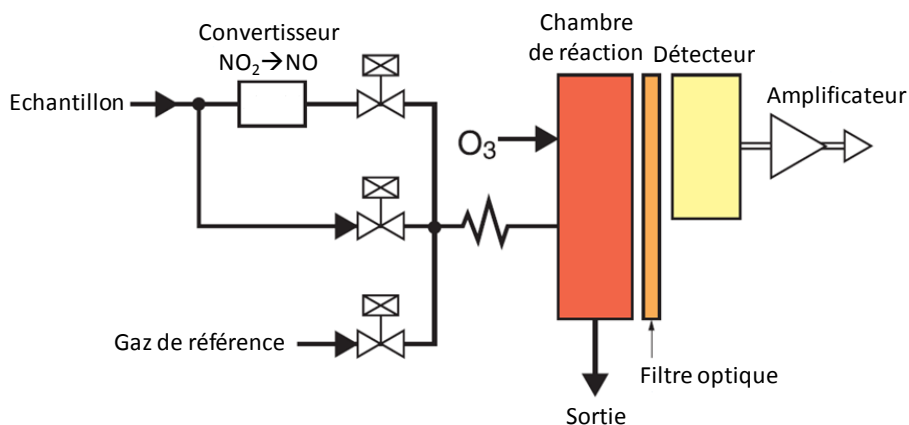 Convertisseur
NO₂→NO
Echantillon
Chambre
de réaction
Détecteur
Amplificateur
O₃
Gaz de référence
Filtre optique
Sortie